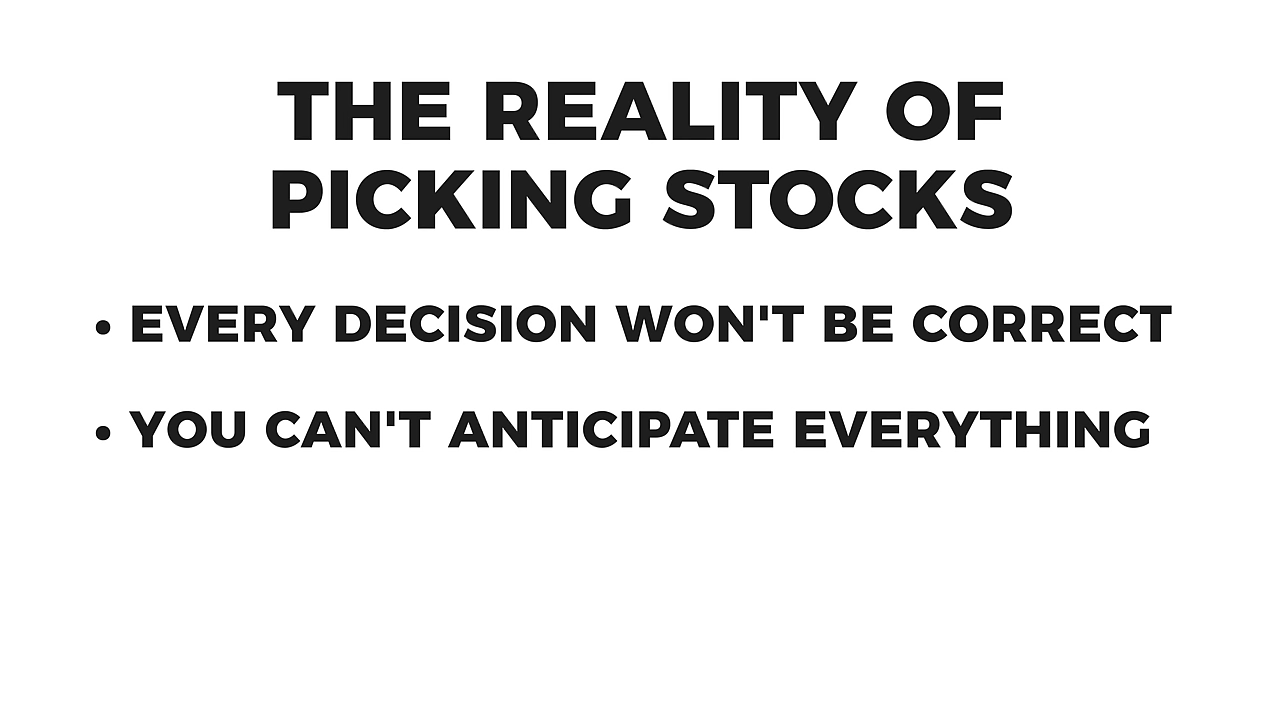 THE REALITY OF
PICKING STOCKS
• EVERY DECISION WON'T BE CORRECT
• YOU CAN'T ANTICIPATE EVERYTHING